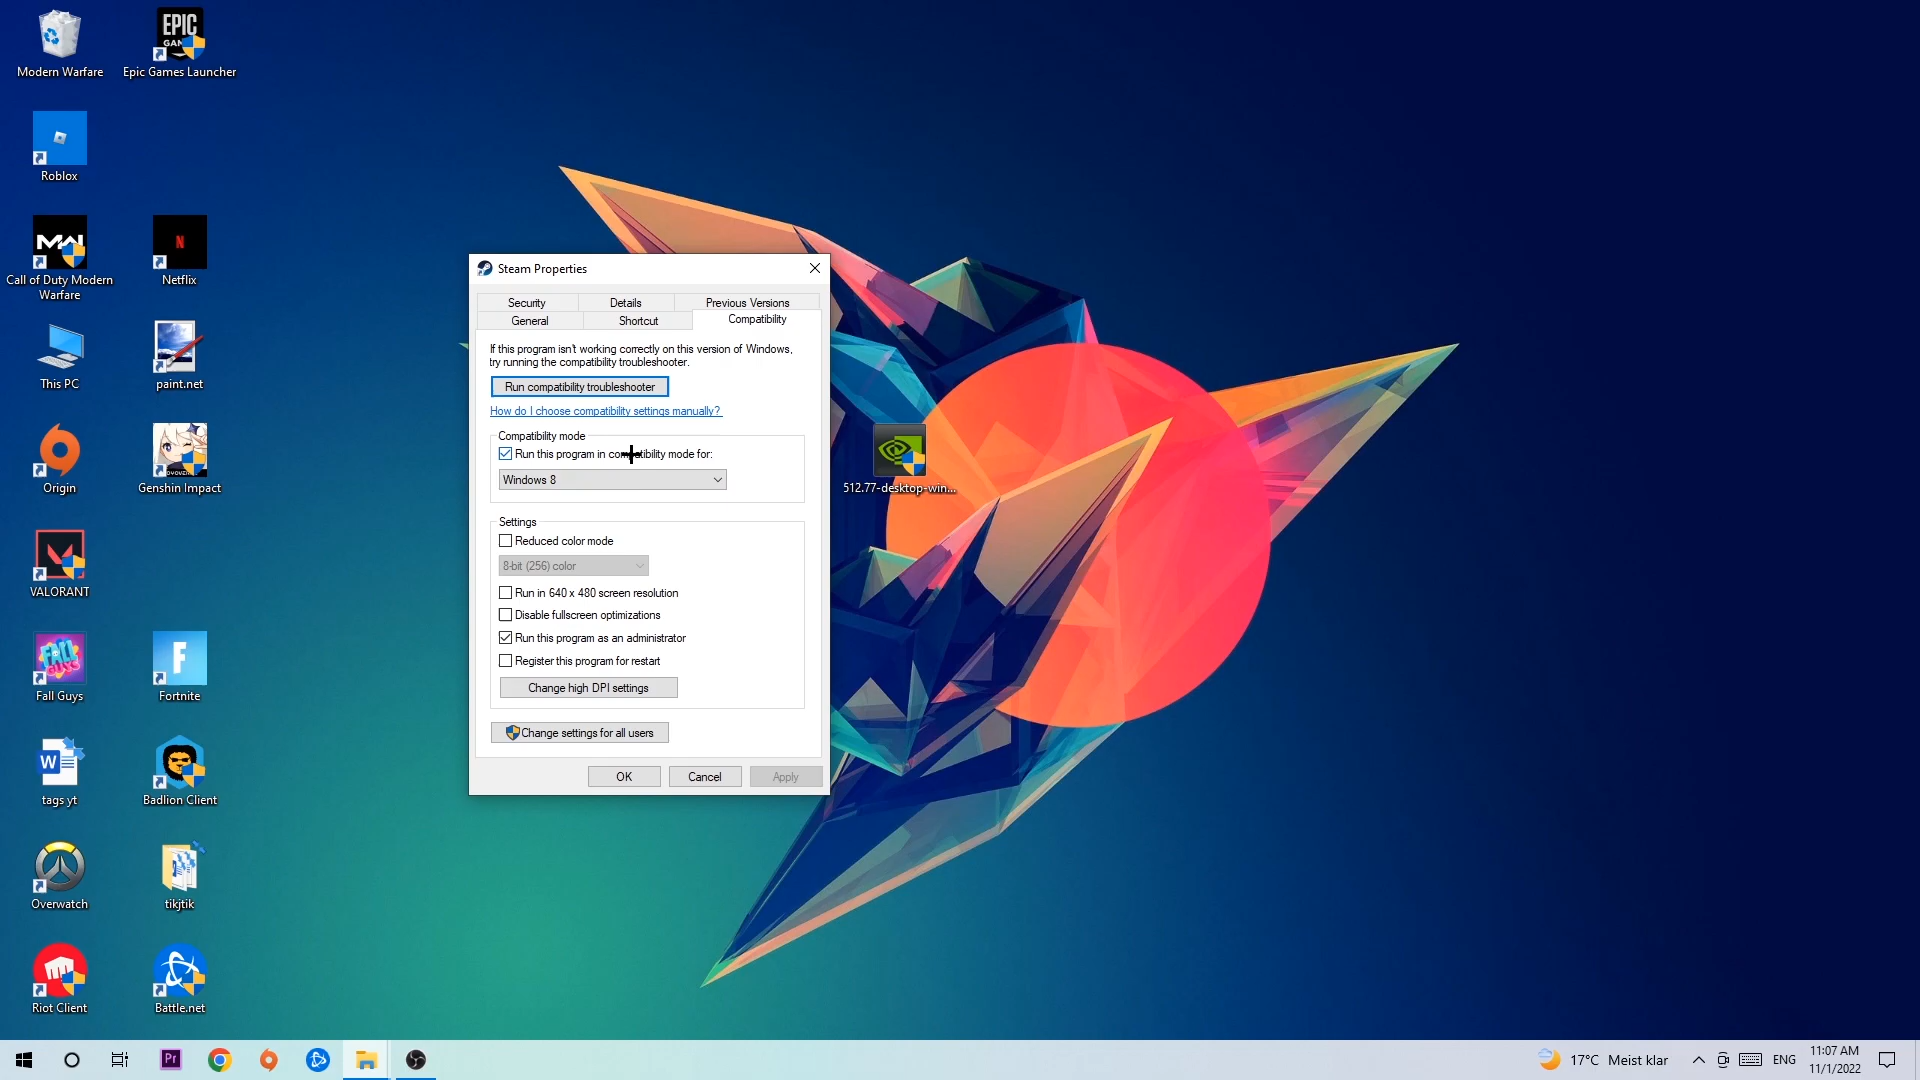 Modern Warfare
EPIC
GAMES
Epic Games Launcher
Roblox
MW
Call of Duty Modern
Warfare
N
Netflix
This PC
paint.net
Origin
Genshin Impact
VALORANT
FALL
Fall Guys
F
Fortnite
W
tags yt
Badlion Client
Overwatch
tikjtik
Riot Client
Battle.net
512.77-desktop-win...
Steam Properties
Security
Details
Previous Versions
General
Shortcut
Compatibility
If this program isn't working correctly on this version of Windows,
try running the compatibility troubleshooter.
Run compatibility troubleshooter
How do I choose compatibility settings manually?
Compatibility mode
Run this program in compatibility mode for:
Windows 8
Settings
Reduced color mode
8-bit (256) color
Run in 640 x 480 screen resolution
Disable fullscreen optimizations
Run this program as an administrator
Register this program for restart
Change high DPI settings
Change settings for all users
OK
Cancel
Apply
Pr
17°C Meist klar
ENG
11:07 AM
11/1/2022